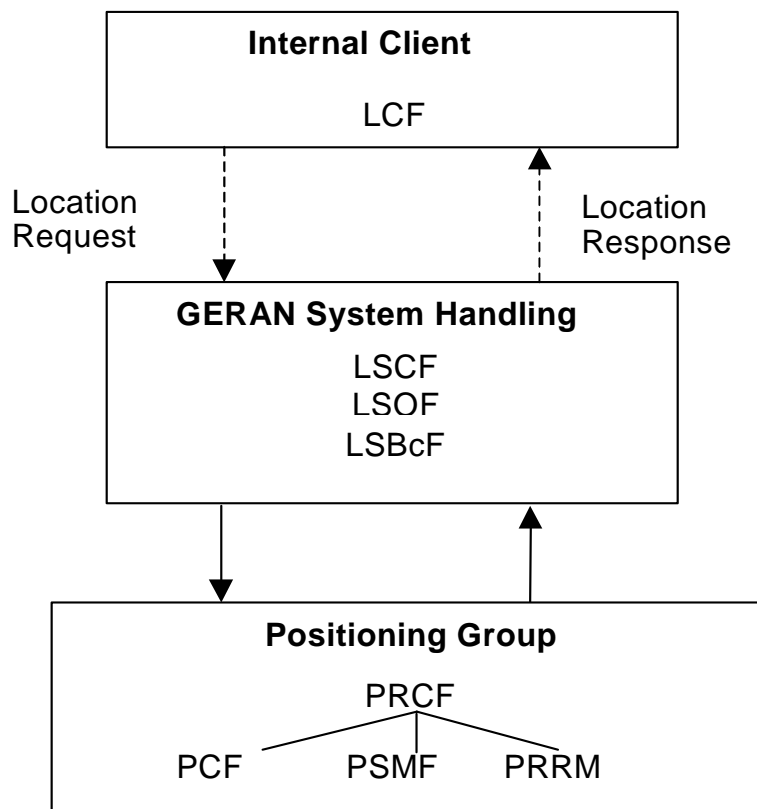 Internal Client
LCF
Location
Request
Location
Response
GERAN System Handling
LSCF
LSOF
LSBcF
Positioning Group
PRCF
PCF PSMF PRRM